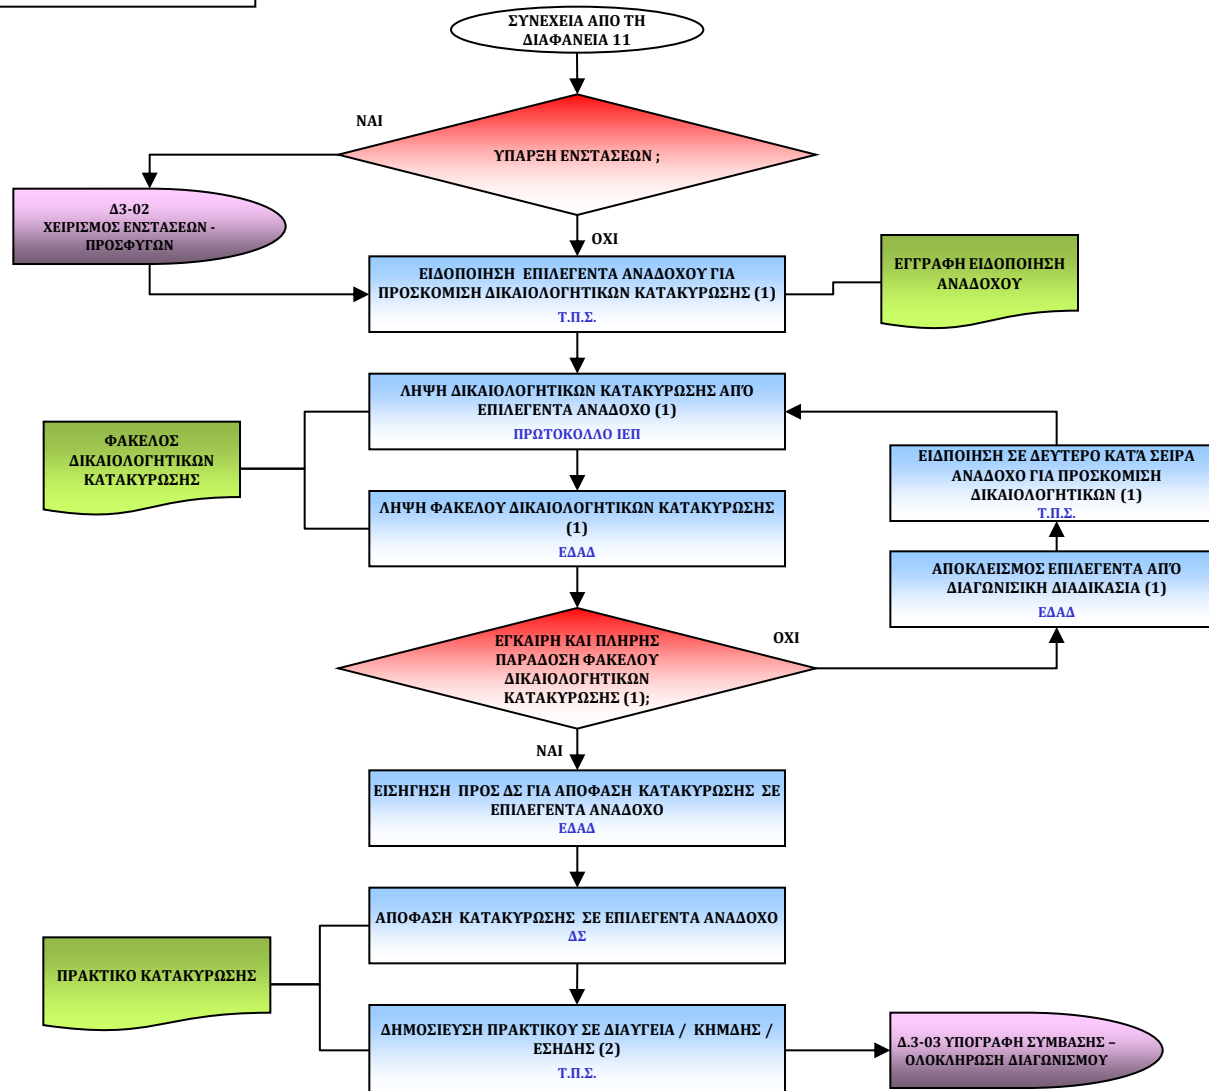 ΣΥΝΕΧΕΙΑ ΑΠΟ ΤΗ
ΔΙΑΦΑΝΕΙΑ 11
ΝΑΙ
ΥΠΑΡΞΗ ΕΝΣΤΑΣΕΩΝ ;
Δ3-02
ΧΕΙΡΙΣΜΟΣ ΕΝΣΤΑΣΕΩΝ -
ΠΡΟΣΦΥΓΩΝ
ΟΧΙ
ΕΙΔΟΠΟΙΗΣΗ ΕΠΙΛΕΓΕΝΤΑ ΑΝΑΔΟΧΟΥ ΓΙΑ
ΠΡΟΣΚΟΜΙΣΗ ΔΙΚΑΙΟΛΟΓΗΤΙΚΩΝ ΚΑΤΑΚΥΡΩΣΗΣ (1)
Τ.Π.Σ.
ΕΓΓΡΑΦΗ ΕΙΔΟΠΟΙΗΣΗ
ΑΝΑΔΟΧΟΥ
ΛΗΨΗ ΔΙΚΑΙΟΛΟΓΗΤΙΚΩΝ ΚΑΤΑΚΥΡΩΣΗΣ ΑΠΌ
ΕΠΙΛΕΓΕΝΤΑ ΑΝΑΔΟΧΟ (1)
ΠΡΩΤΟΚΟΛΛΟ ΙΕΠ
ΦΑΚΕΛΟΣ
ΔΙΚΑΙΟΛΟΓΗΤΙΚΩΝ
ΚΑΤΑΚΥΡΩΣΗΣ
ΕΙΔΠΟΙΗΣΗ ΣΕ ΔΕΥΤΕΡΟ ΚΑΤΆ ΣΕΙΡΑ
ΑΝΑΔΟΧΟ ΓΙΑ ΠΡΟΣΚΟΜΙΣΗ
ΔΙΚΑΙΟΛΟΓΗΤΙΚΩΝ (1)
Τ.Π.Σ.
ΛΗΨΗ ΦΑΚΕΛΟΥ ΔΙΚΑΙΟΛΟΓΗΤΙΚΩΝ ΚΑΤΑΚΥΡΩΣΗΣ
(1)
ΕΔΑΔ
ΑΠΟΚΛΕΙΣΜΟΣ ΕΠΙΛΕΓΕΝΤΑ ΑΠΌ
ΔΙΑΓΩΝΙΣΙΚΗ ΔΙΑΔΙΚΑΣΙΑ (1)
ΕΔΑΔ
ΕΓΚΑΙΡΗ ΚΑΙ ΠΛΗΡΗΣ
ΠΑΡΑΔΟΣΗ ΦΑΚΕΛΟΥ
ΔΙΚΑΙΟΛΟΓΗΤΙΚΩΝ
ΚΑΤΑΚΥΡΩΣΗΣ (1);
ΟΧΙ
ΝΑΙ
ΕΙΣΗΓΗΣΗ ΠΡΟΣ ΔΣ ΓΙΑ ΑΠΟΦΑΣΗ ΚΑΤΑΚΥΡΩΣΗΣ ΣΕ
ΕΠΙΛΕΓΕΝΤΑ ΑΝΑΔΟΧΟ
ΕΔΑΔ
ΑΠΟΦΑΣΗ ΚΑΤΑΚΥΡΩΣΗΣ ΣΕ ΕΠΙΛΕΓΕΝΤΑ ΑΝΑΔΟΧΟ
ΔΣ
ΠΡΑΚΤΙΚΟ ΚΑΤΑΚΥΡΩΣΗΣ
ΔΗΜΟΣΙΕΥΣΗ ΠΡΑΚΤΙΚΟΥ ΣΕ ΔΙΑΥΓΕΙΑ / ΚΗΜΔΗΣ /
ΕΣΗΔΗΣ (2)
Τ.Π.Σ.
Δ.3-03 ΥΠΟΓΡΑΦΗ ΣΥΜΒΑΣΗΣ –
ΟΛΟΚΛΗΡΩΣΗ ΔΙΑΓΩΝΙΣΜΟΥ